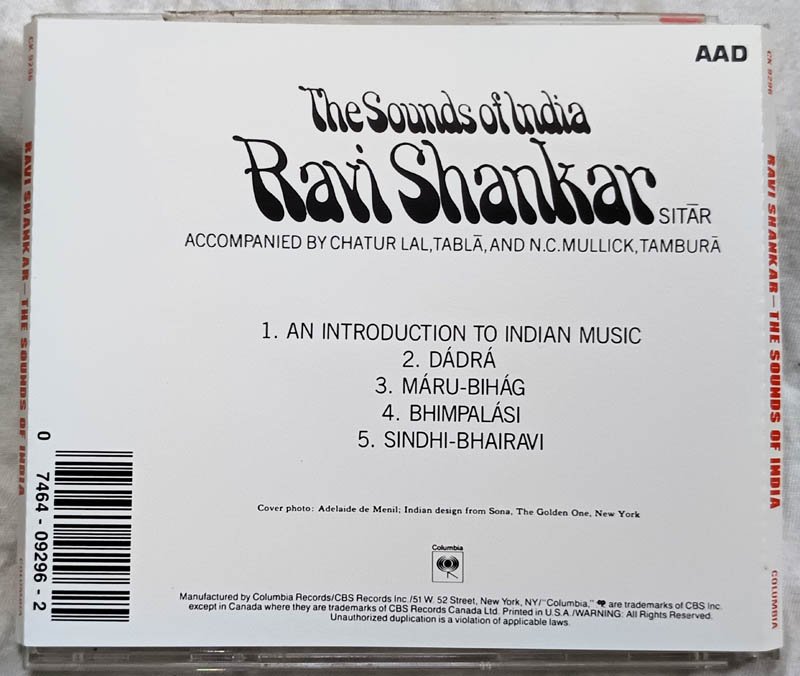 AAD
The Sounds of India
Ravi Shankar SITĀR
ACCOMPANIED BY CHATUR LAL, TABLĀ, AND N.C. MULLICK, TAMBURĀ
1. AN INTRODUCTION TO INDIAN MUSIC
2. DÁDRÁ
3. MÁRU-BIHÁG
4. BHIMPALÁSI
5. SINDHI-BHAIRAVI
Cover photo: Adelaide de Menil; Indian design from Sona, The Golden One, New York
Columbia
Manufactured by Columbia Records/CBS Records Inc./51 W. 52 Street, New York, NY/"Columbia," are trademarks of CBS Inc.
except in Canada where they are trademarks of CBS Records Canada Ltd. Printed in U.S.A./WARNING: All Rights Reserved.
Unauthorized duplication is a violation of applicable laws.
0 7464-09296-2
CK 9296 RAVI SHANKAR—THE SOUNDS OF INDIA COLUMBIA
CK 9296 RAVI SHANKAR—THE SOUNDS OF INDIA COLUMBIA